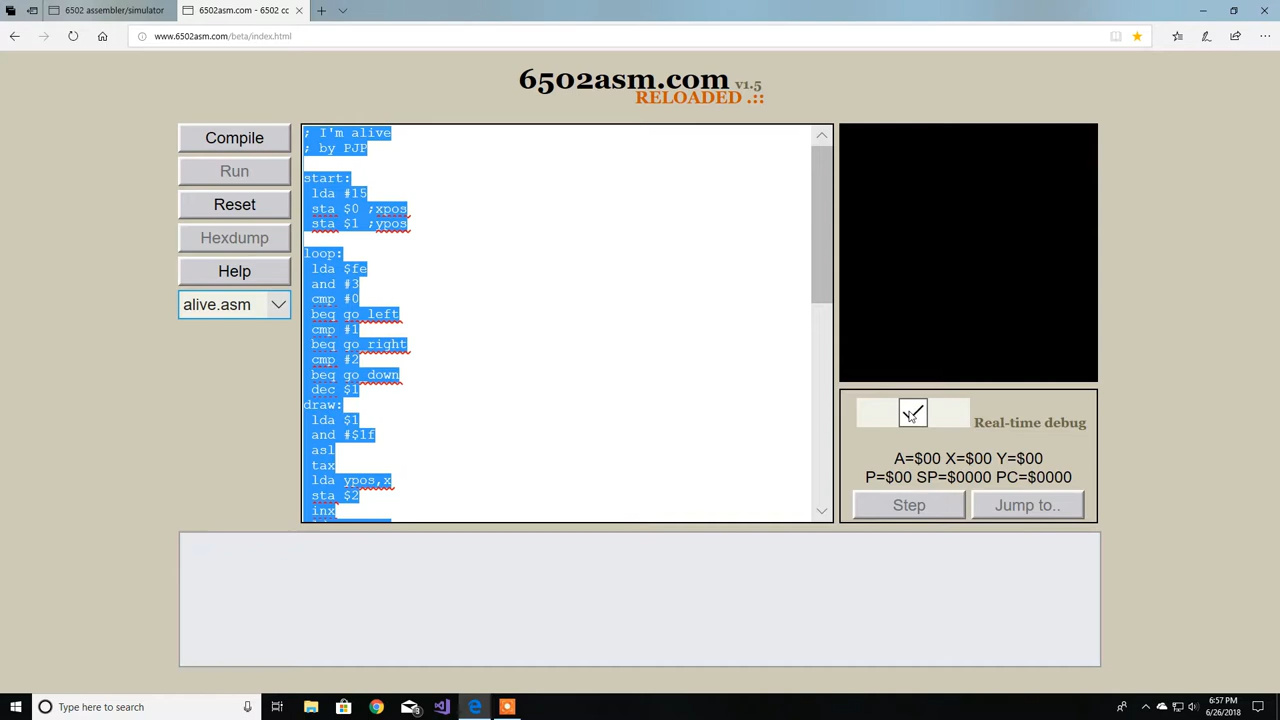 6502 assembler/simulator
6502asm.com - 6502 cc
www.6502asm.com/beta/index.html
6502asm.com v1.5
RELOADED .::
Compile
Run
Reset
Hexdump
Help
alive.asm
; I'm alive
; by PJP
start:
lda #15
sta $0 ;xpos
sta $1 ;ypos
loop:
lda $fe
and #3
cmp #0
beq go_left
cmp #1
beq go_right
cmp #2
beq go_down
dec $1
draw:
lda $1
and #$1f
asl
tax
lda ypos,x
sta $2
inx
Real-time debug
A=$00 X=$00 Y=$00
P=$00 SP=$0000 PC=$0000
Step
Jump to..
Type here to search
3
6:57 PM
6/26/2018